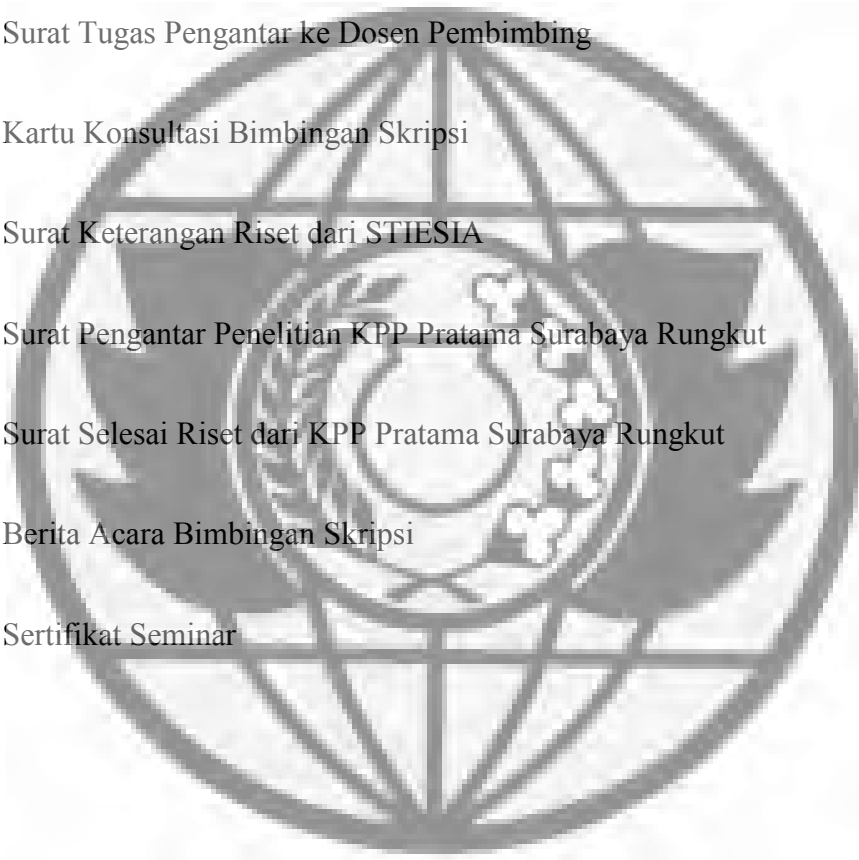 Surat Tugas Pengantar ke Dosen Pembimbing
Kartu Konsultasi Bimbingan Skripsi
Surat Keterangan Riset dari STIESIA
Surat Pengantar Penelitian KPP Pratama Surabaya Rungkut
Surat Selesai Riset dari KPP Pratama Surabaya Rungkut
Berita Acara Bimbingan Skripsi
Sertifikat Seminar